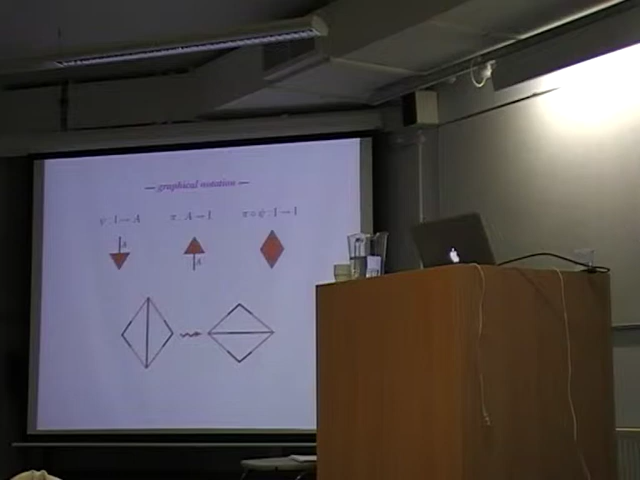 — graphical notation —
ψ : I → A π : A → I π ∘ ψ : I → I
A
A